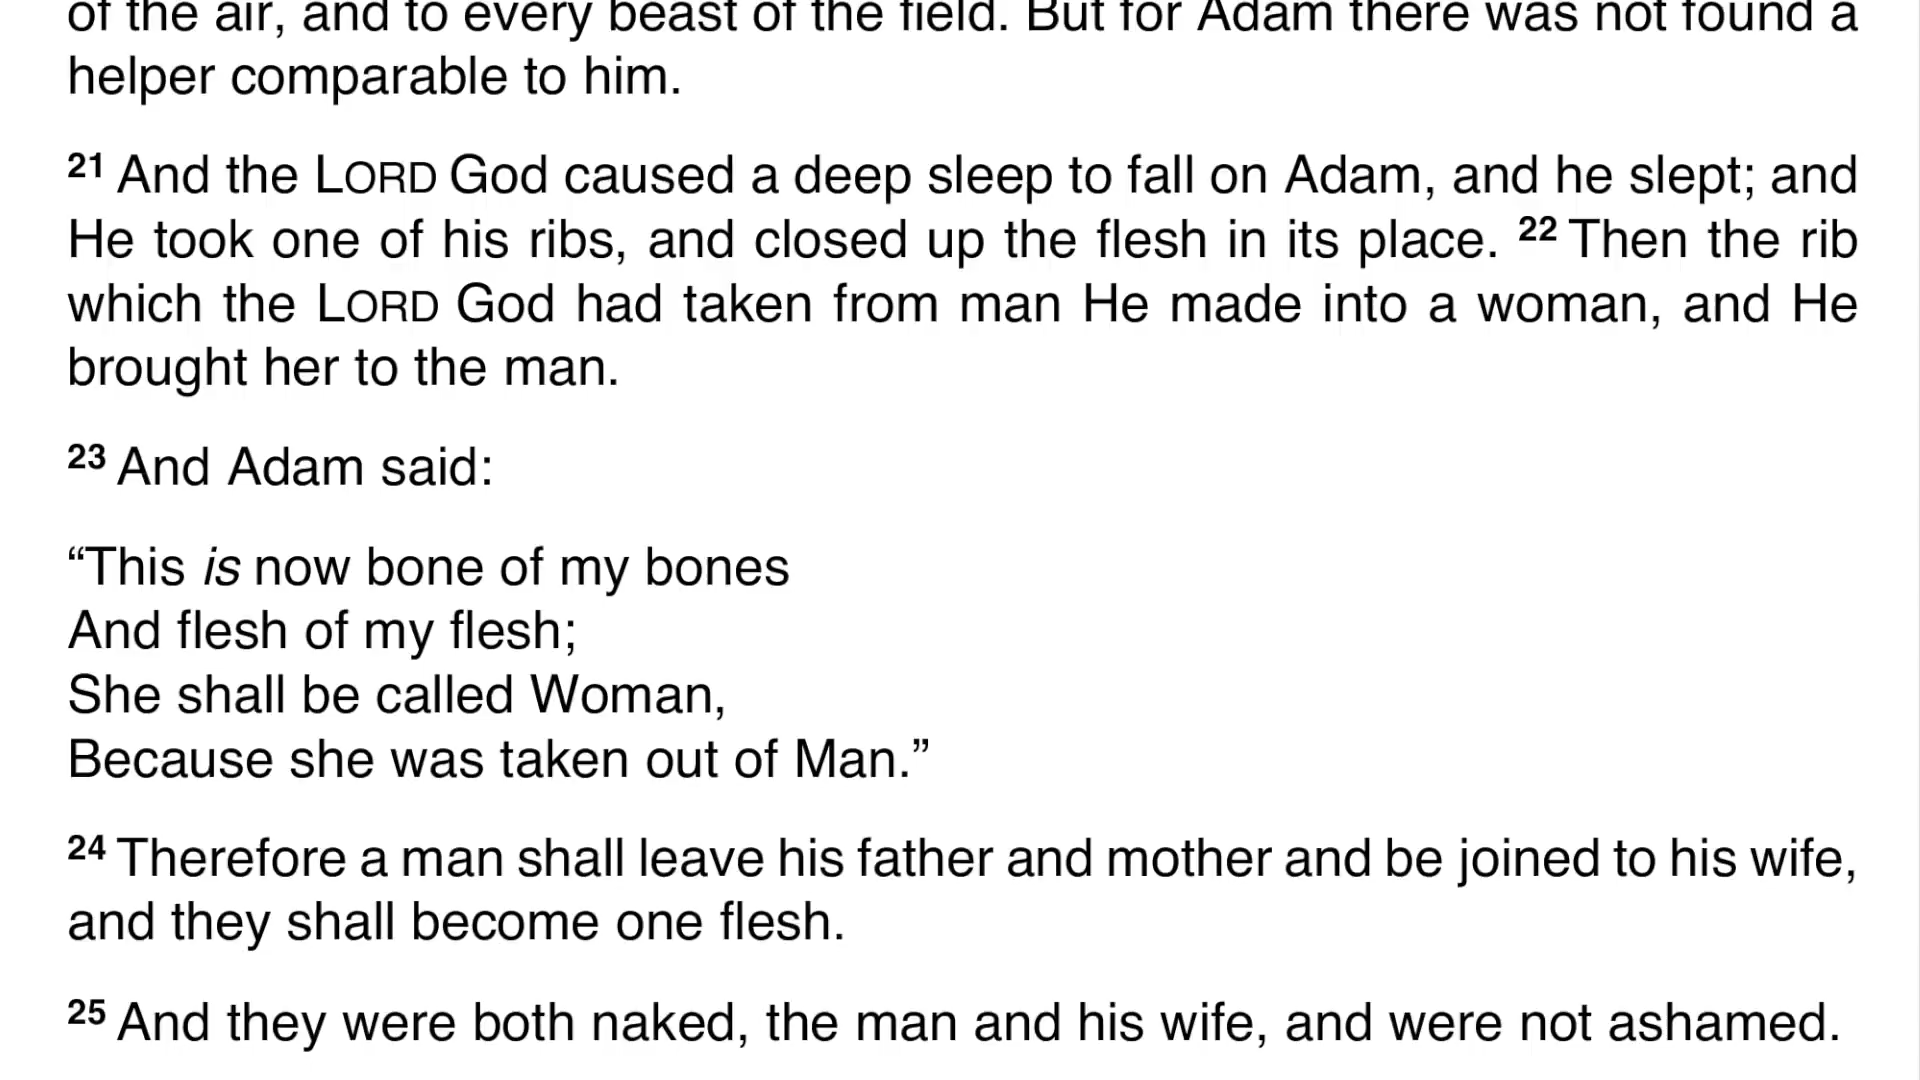 of the air, and to every beast of the field. But for Adam there was not found a
helper comparable to him.
21 And the LORD God caused a deep sleep to fall on Adam, and he slept; and
He took one of his ribs, and closed up the flesh in its place. 22 Then the rib
which the LORD God had taken from man He made into a woman, and He
brought her to the man.
23 And Adam said:
“This is now bone of my bones
And flesh of my flesh;
She shall be called Woman,
Because she was taken out of Man.”
24 Therefore a man shall leave his father and mother and be joined to his wife,
and they shall become one flesh.
25 And they were both naked, the man and his wife, and were not ashamed.